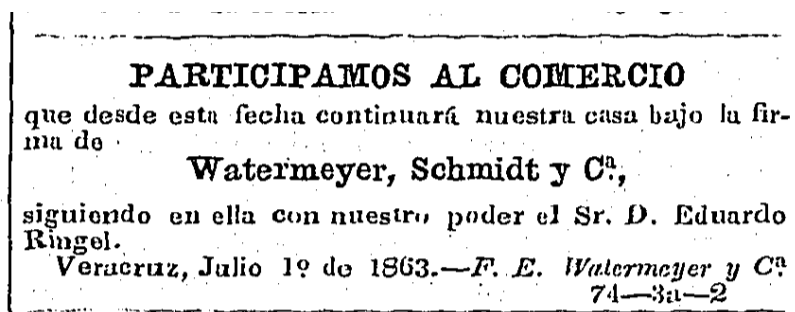 PARTICIPAMOS AL COMERCIO
que desde esta fecha continuará nuestra casa bajo la fir-
ma de
Watermeyer, Schmidt y Cª.,
siguiendo en ella con nuestro poder el Sr. D. Eduardo
Ringel.
Veracruz, Julio 1º de 1863.—F. E. Watermeyer y Cª.
74—3a—2